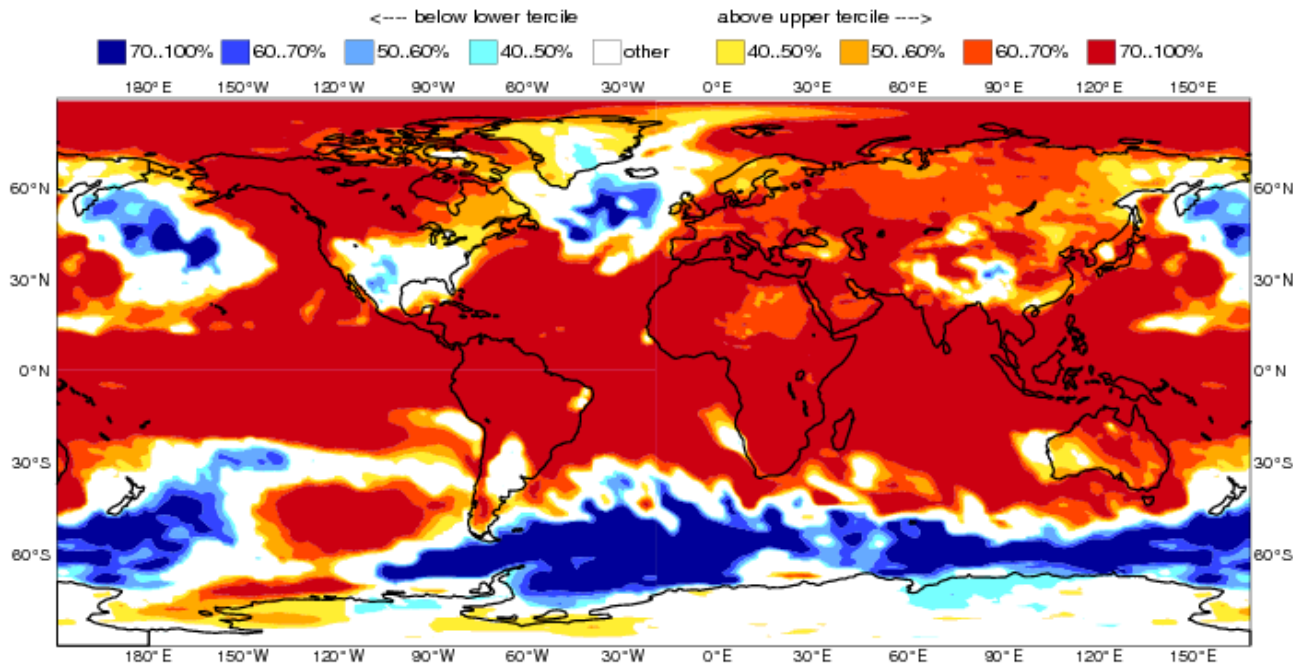 <---- below lower tercile above upper tercile ---->
70..100% 60..70% 50..60% 40..50% other 40..50% 50..60% 60..70% 70..100%
180°E 150°W 120°W 90°W 60°W 30°W 0°E 30°E 60°E 90°E 120°E 150°E
60°N 60°N
30°N 30°N
0°N 0°N
30°S 30°S
60°S 60°S
180°E 150°W 120°W 90°W 60°W 30°W 0°E 30°E 60°E 90°E 120°E 150°E